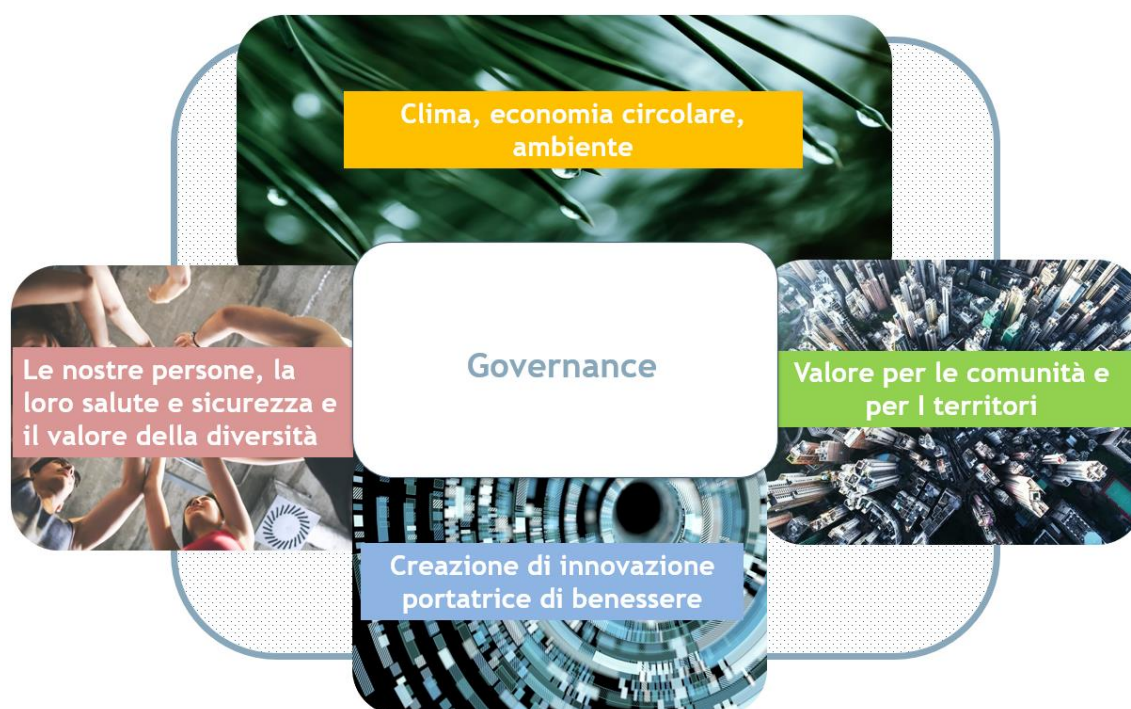 Clima, economia circolare,
ambiente
Governance
Le nostre persone, la
loro salute e sicurezza e
il valore della diversità
Valore per le comunità e
per I territori
Creazione di innovazione
portatrice di benessere